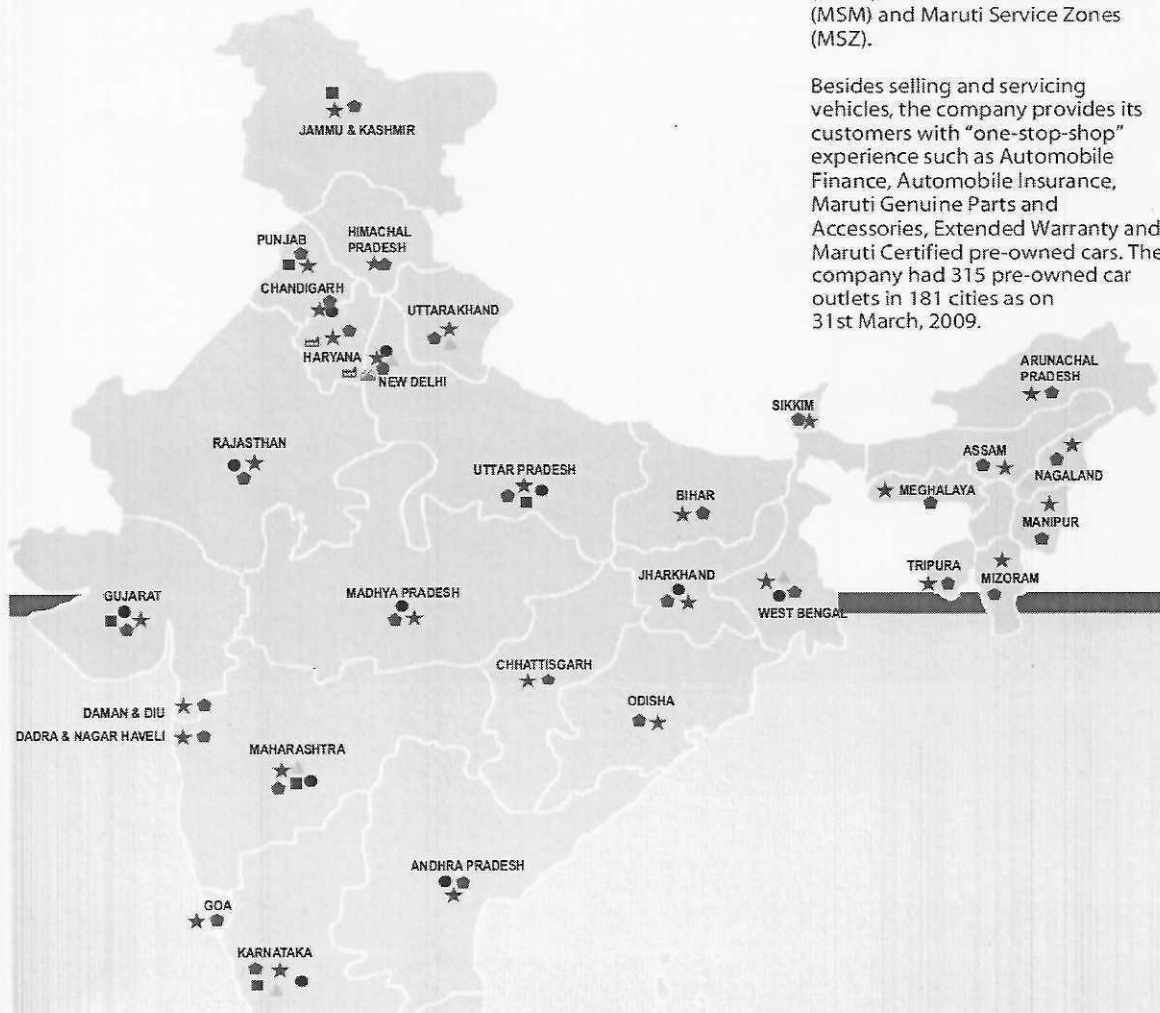 (MSM) and Maruti Service Zones
(MSZ).
Besides selling and servicing
vehicles, the company provides its
customers with "one-stop-shop"
experience such as Automobile
Finance, Automobile Insurance,
Maruti Genuine Parts and
Accessories, Extended Warranty and
Maruti Certified pre-owned cars. The
company had 315 pre-owned car
outlets in 181 cities as on
31st March, 2009.
JAMMU & KASHMIR
PUNJAB
HIMACHAL
PRADESH
CHANDIGARH
UTTARAKHAND
HARYANA
NEW DELHI
ARUNACHAL
PRADESH
SIKKIM
RAJASTHAN
UTTAR PRADESH
BIHAR
ASSAM
NAGALAND
MEGHALAYA
MANIPUR
TRIPURA
MIZORAM
GUJARAT
MADHYA PRADESH
JHARKHAND
WEST BENGAL
CHHATTISGARH
ODISHA
DAMAN & DIU
DADRA & NAGAR HAVELI
MAHARASHTRA
ANDHRA PRADESH
GOA
KARNATAKA